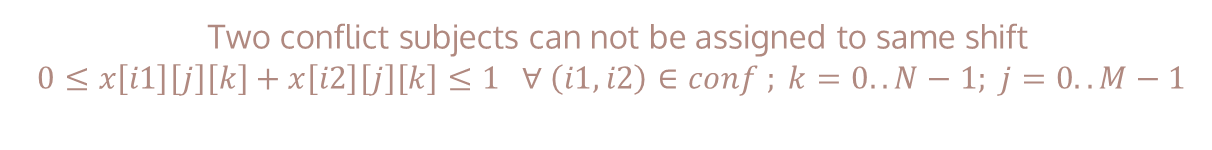 Two conflict subjects can not be assigned to same shift
0 ≤ x[i1][j][k] + x[i2][j][k] ≤ 1 ∀ (i1, i2) ∈ conf ; k = 0..N − 1; j = 0..M − 1